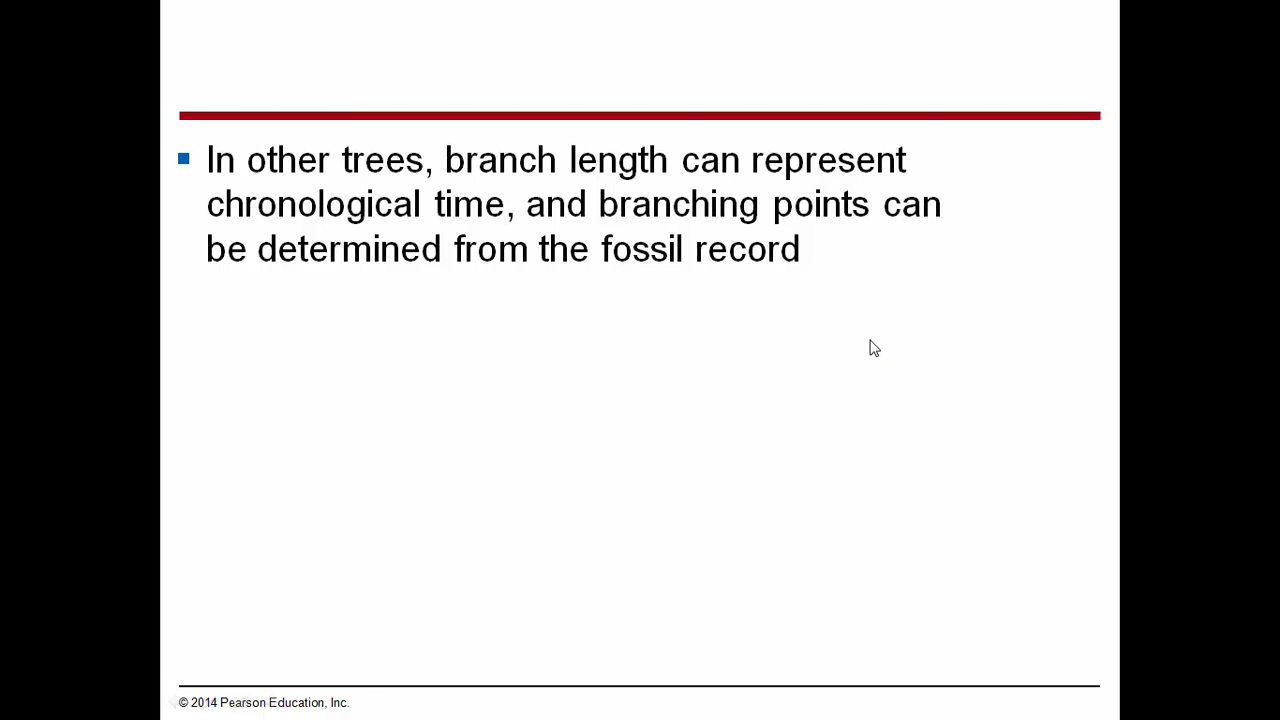 In other trees, branch length can represent
chronological time, and branching points can
be determined from the fossil record
© 2014 Pearson Education, Inc.